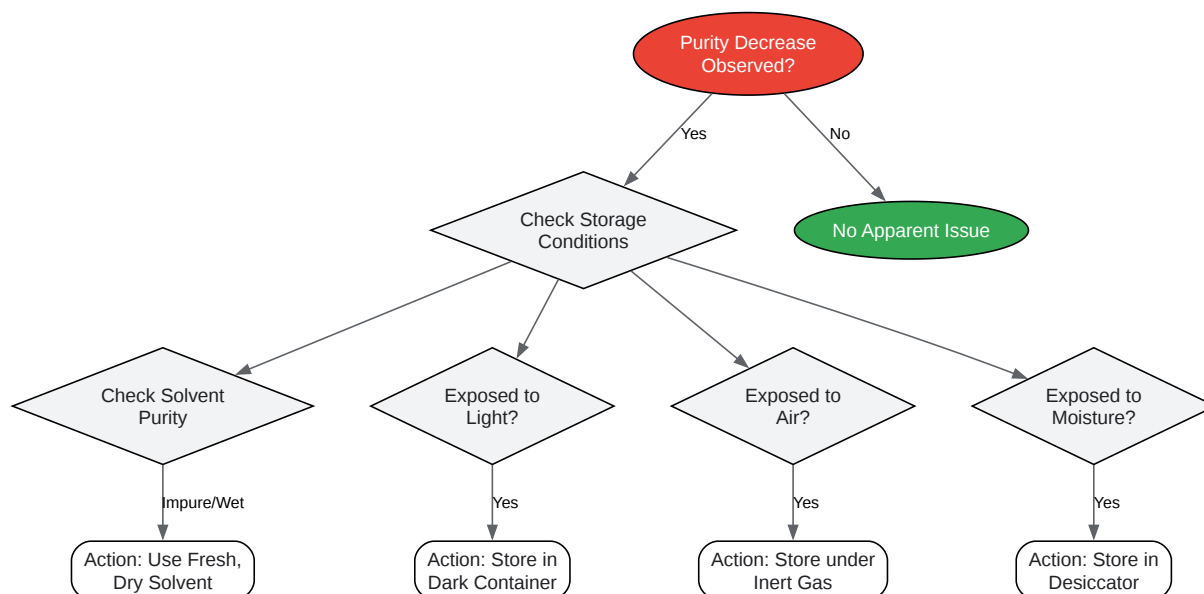 Purity Decrease
Observed?
Yes
No
Check Storage
Conditions
No Apparent Issue
Check Solvent
Purity
Exposed to
Light?
Exposed to
Air?
Exposed to
Moisture?
Impure/Wet
Yes
Yes
Yes
Action: Use Fresh,
Dry Solvent
Action: Store in
Dark Container
Action: Store under
Inert Gas
Action: Store in
Desiccator